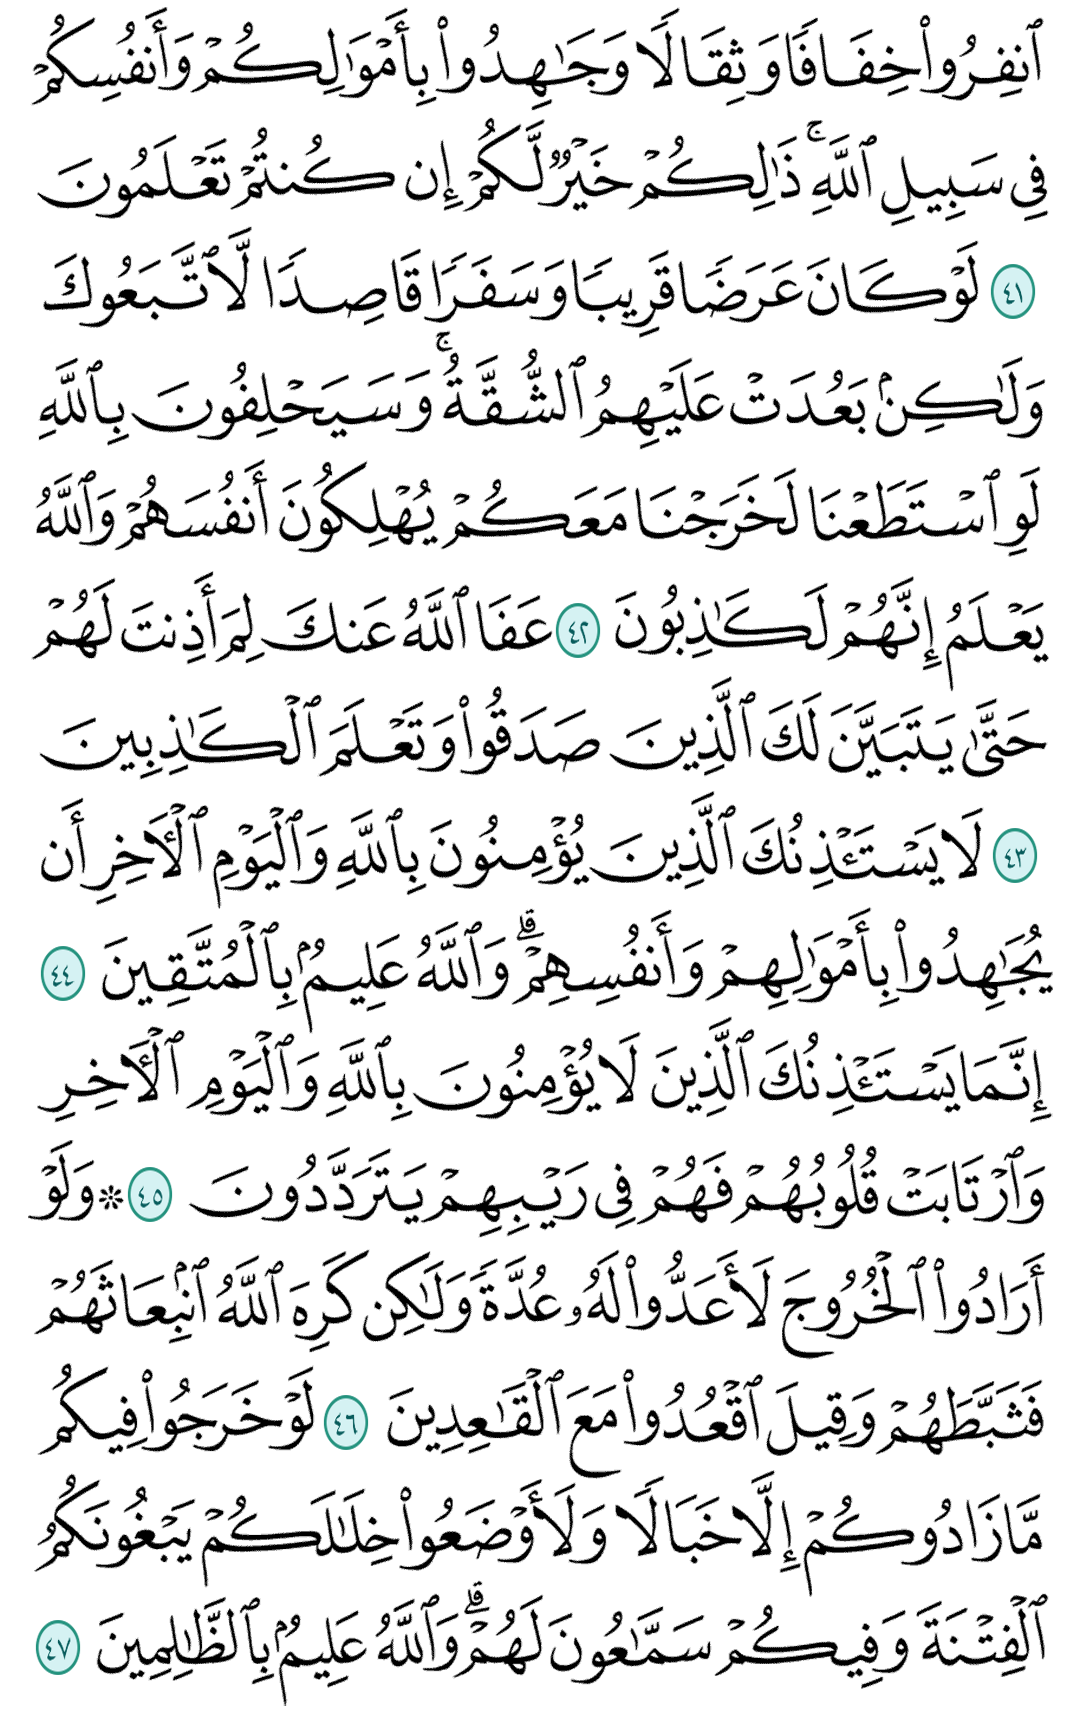 ٱنفِرُوا۟ خِفَافًا وَثِقَالًا وَجَـٰهِدُوا۟ بِأَمْوَٰلِكُمْ وَأَنفُسِكُمْ
فِى سَبِيلِ ٱللَّهِ ۚ ذَٰلِكُمْ خَيْرٌ لَّكُمْ إِن كُنتُمْ تَعْلَمُونَ
٤١ لَوْ كَانَ عَرَضًا قَرِيبًا وَسَفَرًا قَاصِدًا لَّٱتَّبَعُوكَ
وَلَـٰكِنۢ بَعُدَتْ عَلَيْهِمُ ٱلشُّقَّةُ ۚ وَسَيَحْلِفُونَ بِٱللَّهِ
لَوِ ٱسْتَطَعْنَا لَخَرَجْنَا مَعَكُمْ يُهْلِكُونَ أَنفُسَهُمْ وَٱللَّهُ
يَعْلَمُ إِنَّهُمْ لَكَـٰذِبُونَ ٤٢ عَفَا ٱللَّهُ عَنكَ لِمَ أَذِنتَ لَهُمْ
حَتَّىٰ يَتَبَيَّنَ لَكَ ٱلَّذِينَ صَدَقُوا۟ وَتَعْلَمَ ٱلْكَـٰذِبِينَ
٤٣ لَا يَسْتَـْٔذِنُكَ ٱلَّذِينَ يُؤْمِنُونَ بِٱللَّهِ وَٱلْيَوْمِ ٱلْـَٔاخِرِ أَن
يُجَـٰهِدُوا۟ بِأَمْوَٰلِهِمْ وَأَنفُسِهِمْ ۗ وَٱللَّهُ عَلِيمٌۢ بِٱلْمُتَّقِينَ ٤٤
إِنَّمَا يَسْتَـْٔذِنُكَ ٱلَّذِينَ لَا يُؤْمِنُونَ بِٱللَّهِ وَٱلْيَوْمِ ٱلْـَٔاخِرِ
وَٱرْتَابَتْ قُلُوبُهُمْ فَهُمْ فِى رَيْبِهِمْ يَتَرَدَّدُونَ ٤٥ ۞ وَلَوْ
أَرَادُوا۟ ٱلْخُرُوجَ لَأَعَدُّوا۟ لَهُۥ عُدَّةً وَلَـٰكِن كَرِهَ ٱللَّهُ ٱنۢبِعَاثَهُمْ
فَثَبَّطَهُمْ وَقِيلَ ٱقْعُدُوا۟ مَعَ ٱلْقَـٰعِدِينَ ٤٦ لَوْ خَرَجُوا۟ فِيكُم
مَّا زَادُوكُمْ إِلَّا خَبَالًا وَلَأَوْضَعُوا۟ خِلَـٰلَكُمْ يَبْغُونَكُمُ
ٱلْفِتْنَةَ وَفِيكُمْ سَمَّـٰعُونَ لَهُمْ ۗ وَٱللَّهُ عَلِيمٌۢ بِٱلظَّـٰلِمِينَ ٤٧